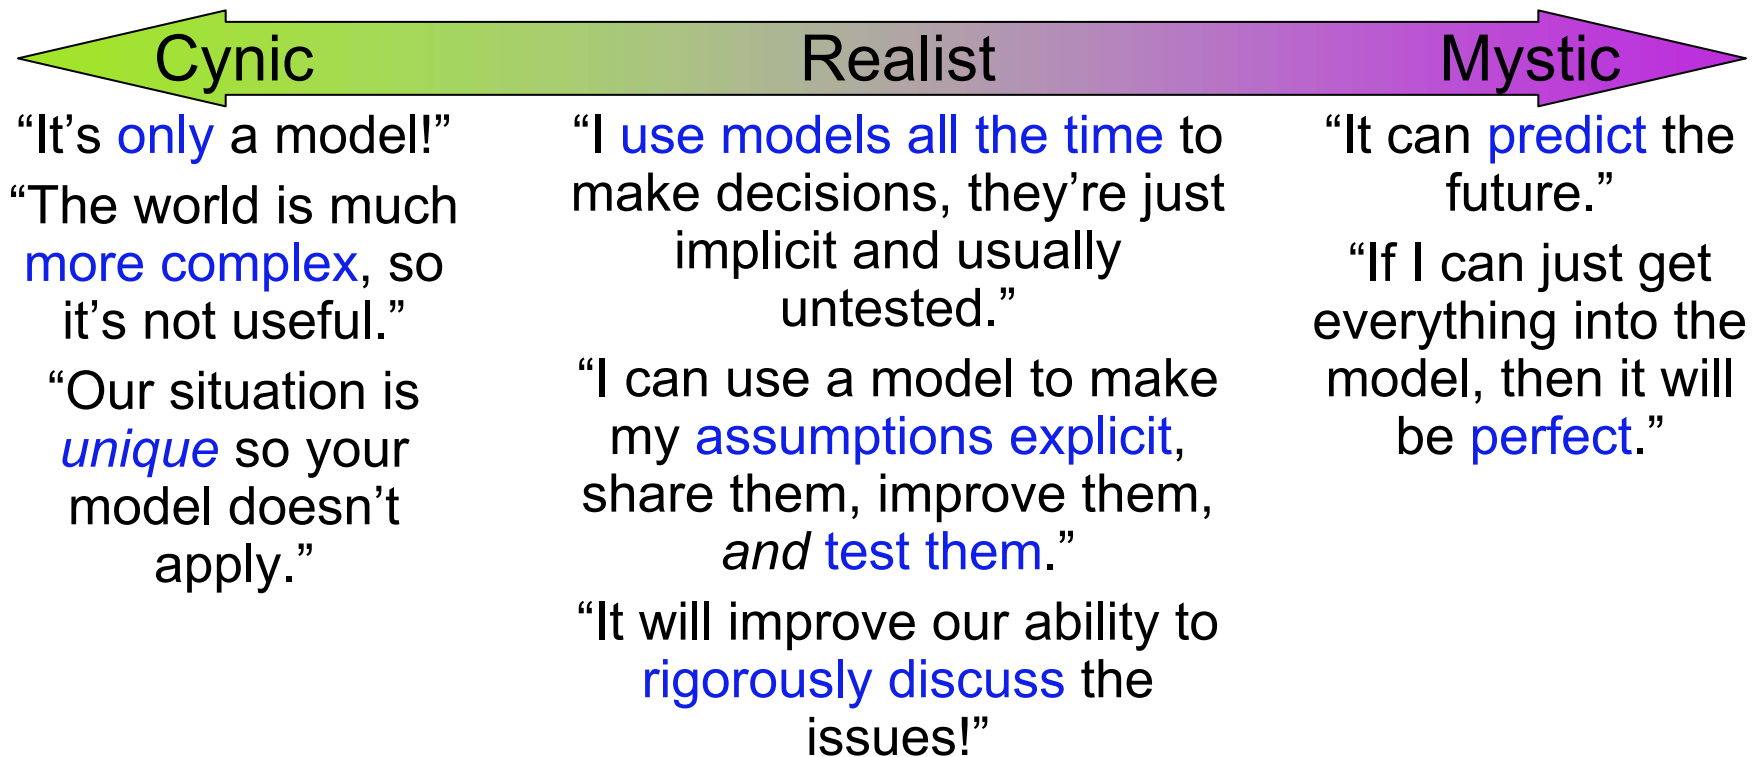 Cynic
Realist
Mystic
“It’s only a model!”
“The world is much
more complex, so
it’s not useful.”
“Our situation is
unique so your
model doesn’t
apply.”
“I use models all the time to
make decisions, they’re just
implicit and usually
untested.”
“I can use a model to make
my assumptions explicit,
share them, improve them,
and test them.”
“It will improve our ability to
rigorously discuss the
issues!”
“It can predict the
future.”
“If I can just get
everything into the
model, then it will
be perfect.”